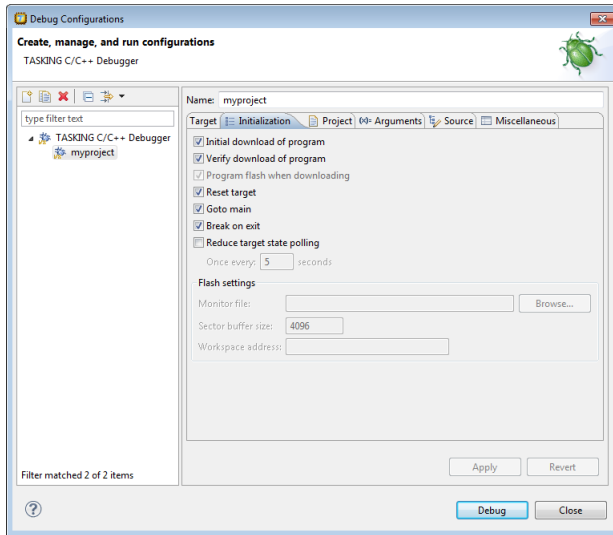 Debug Configurations
Create, manage, and run configurations
TASKING C/C++ Debugger
type filter text
TASKING C/C++ Debugger
myproject
Filter matched 2 of 2 items
Name: myproject
Target Initialization Project (x)= Arguments Source Miscellaneous
Initial download of program
Verify download of program
Program flash when downloading
Reset target
Goto main
Break on exit
Reduce target state polling
Once every: 5 seconds
Flash settings
Monitor file: Browse...
Sector buffer size: 4096
Workspace address:
Apply Revert
? Debug Close